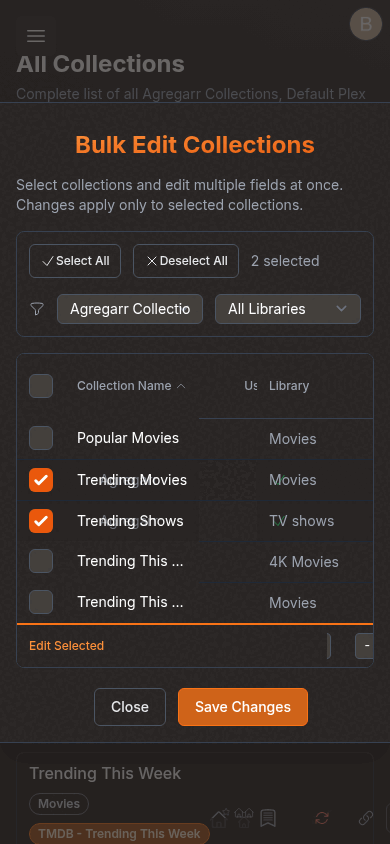 B
All Collections
Complete list of all Agregarr Collections, Default Plex
Bulk Edit Collections
Select collections and edit multiple fields at once.
Changes apply only to selected collections.
Select All
Deselect All
2 selected
Agregarr Collectio
All Libraries
Collection Name
Us
Library
Popular Movies
Movies
Trending Movies
Movies
Trending Shows
TV shows
Trending This ...
4K Movies
Trending This ...
Movies
Edit Selected
-
Close
Save Changes
Trending This Week
Movies
TMDB - Trending This Week